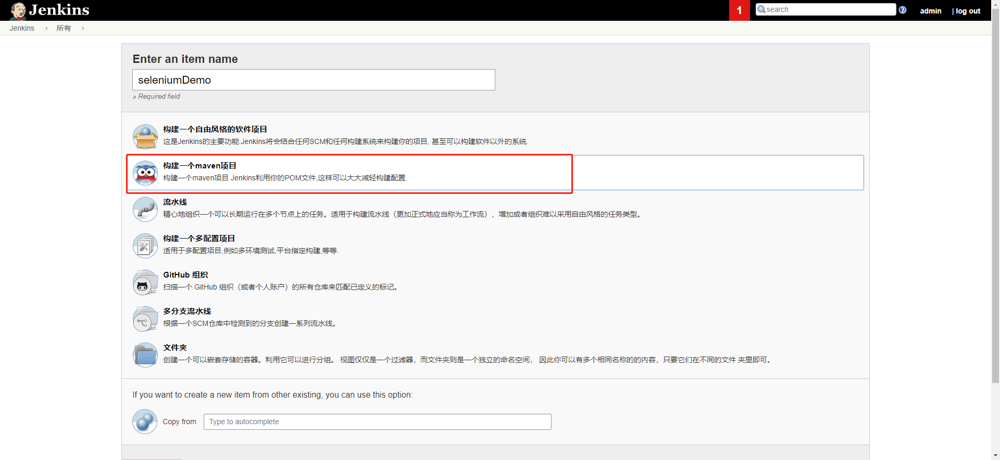 Jenkins
1
search
?
admin
| log out
Jenkins
所有
Enter an item name
seleniumDemo
» Required field
构建一个自由风格的软件项目
这是Jenkins的主要功能.Jenkins将会结合任何SCM和任何构建系统来构建你的项目, 甚至可以构建软件以外的系统.
构建一个maven项目
构建一个maven项目.Jenkins利用你的POM文件,这样可以大大减轻构建配置.
流水线
精心地组织一个可以长期运行在多个节点上的任务。适用于构建流水线（更加正式地应当称为工作流），增加或者组织难以采用自由风格的任务类型。
构建一个多配置项目
适用于多配置项目,例如多环境测试,平台指定构建,等等.
GitHub 组织
扫描一个 GitHub 组织（或者个人账户）的所有仓库来匹配已定义的标记。
多分支流水线
根据一个SCM仓库中检测到的分支创建一系列流水线。
文件夹
创建一个可以嵌套存储的容器。利用它可以进行分组。 视图仅仅是一个过滤器，而文件夹则是一个独立的命名空间， 因此你可以有多个相同名称的的内容，只要它们在不同的文件 夹里即可。
If you want to create a new item from other existing, you can use this option:
Copy from
Type to autocomplete